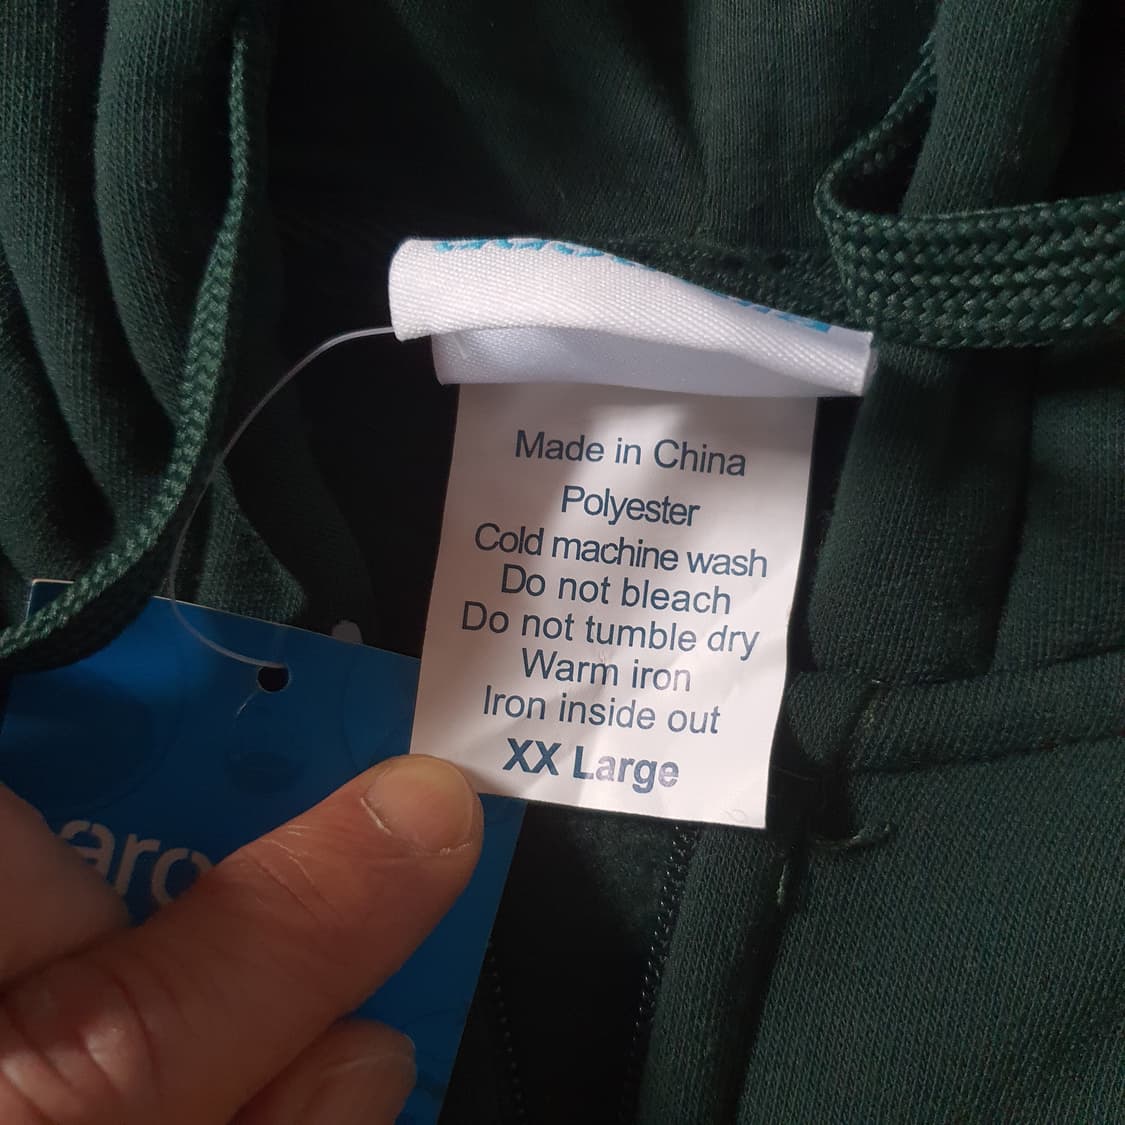 Made in China
Polyester
Cold machine wash
Do not bleach
Do not tumble dry
Warm iron
Iron inside out
XX Large